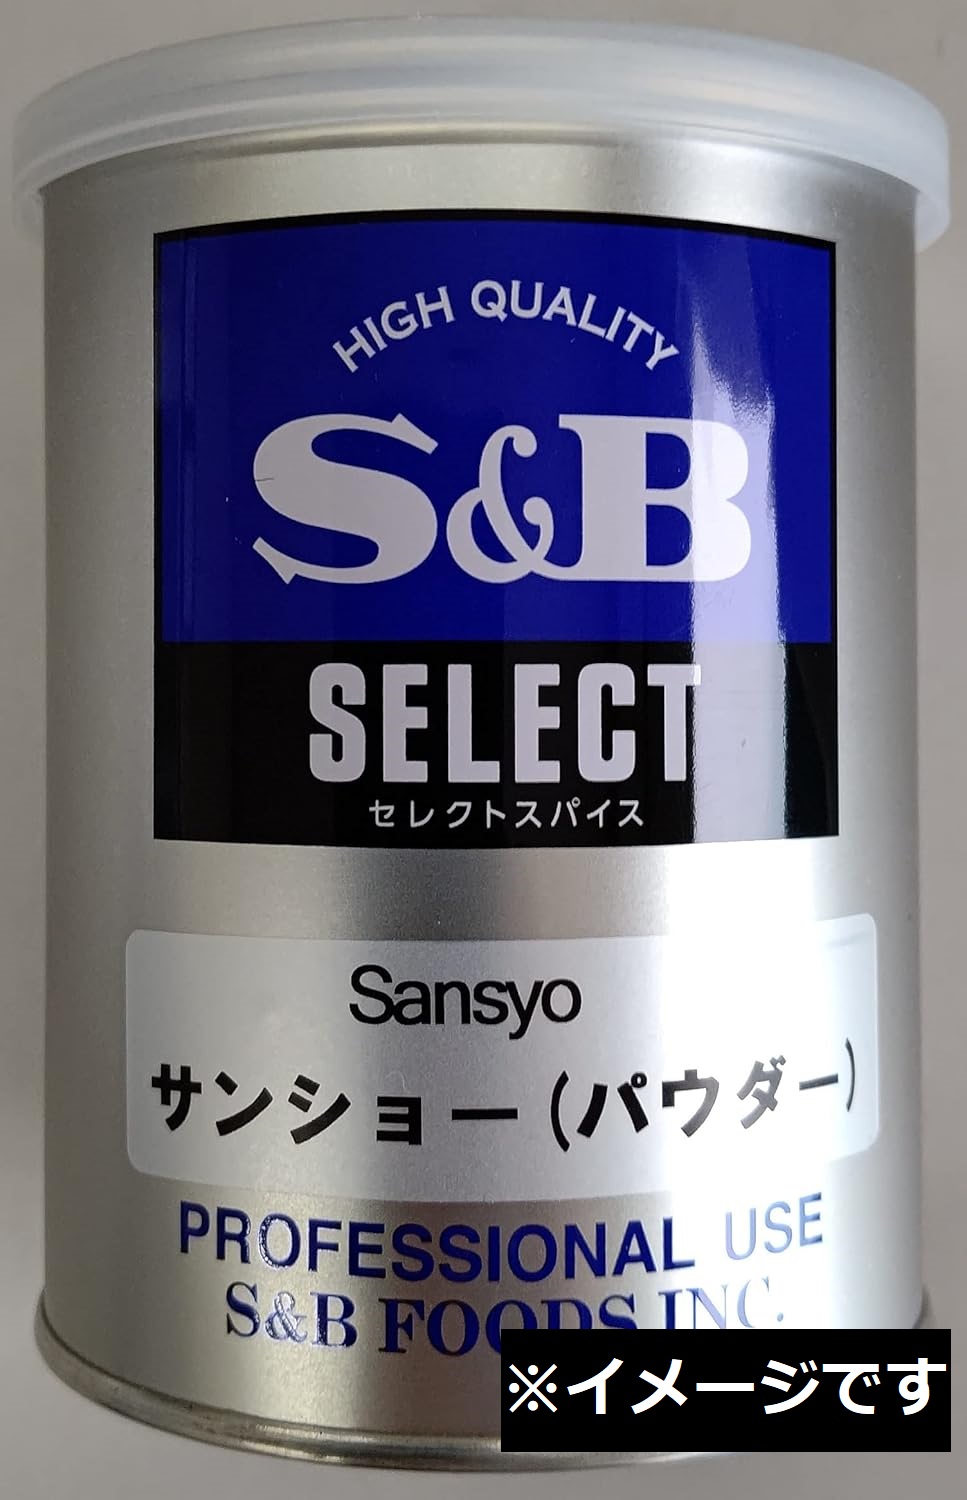 HIGH QUALITY
S&B
SELECT
セレクトスパイス
Sansyo
サンショー(パウダー)
PROFESSIONAL USE
S&B FOODS INC.
※イメージです